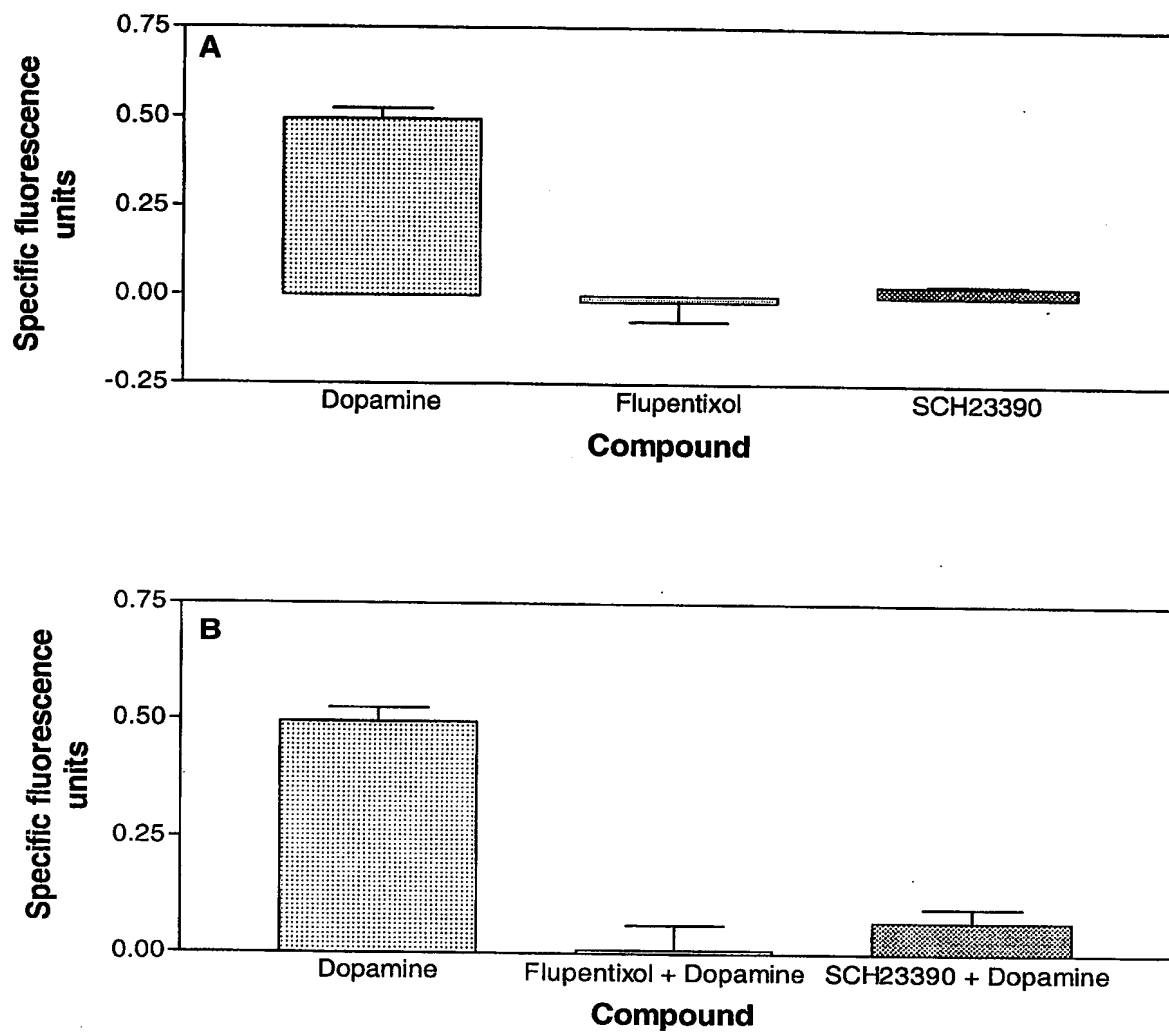 A
Specific fluorescence
units
0.75
0.50
0.25
0.00
-0.25
Dopamine
Flupentixol
SCH23390
Compound
B
Specific fluorescence
units
0.75
0.50
0.25
0.00
Dopamine
Flupentixol + Dopamine
SCH23390 + Dopamine
Compound